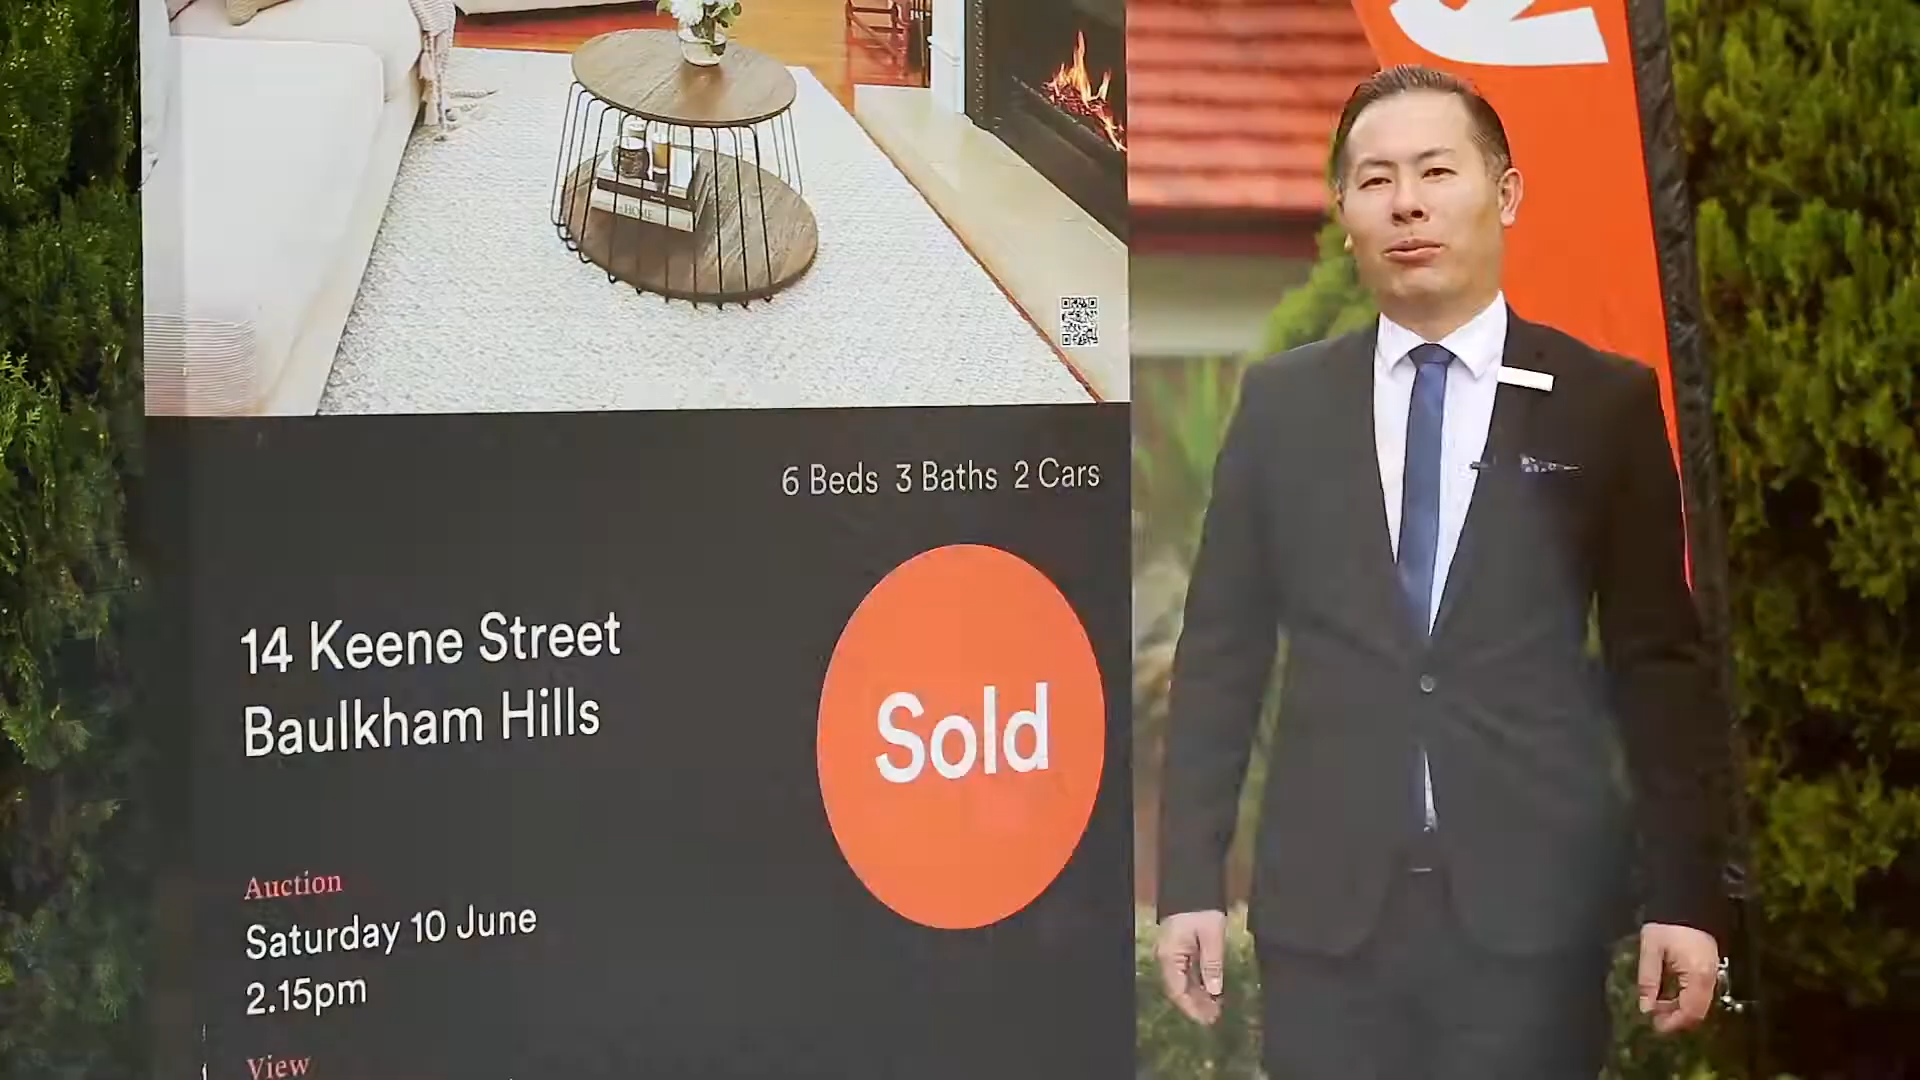 HOME
6 Beds 3 Baths 2 Cars
14 Keene Street
Baulkham Hills
Sold
Auction
Saturday 10 June
2.15pm
View